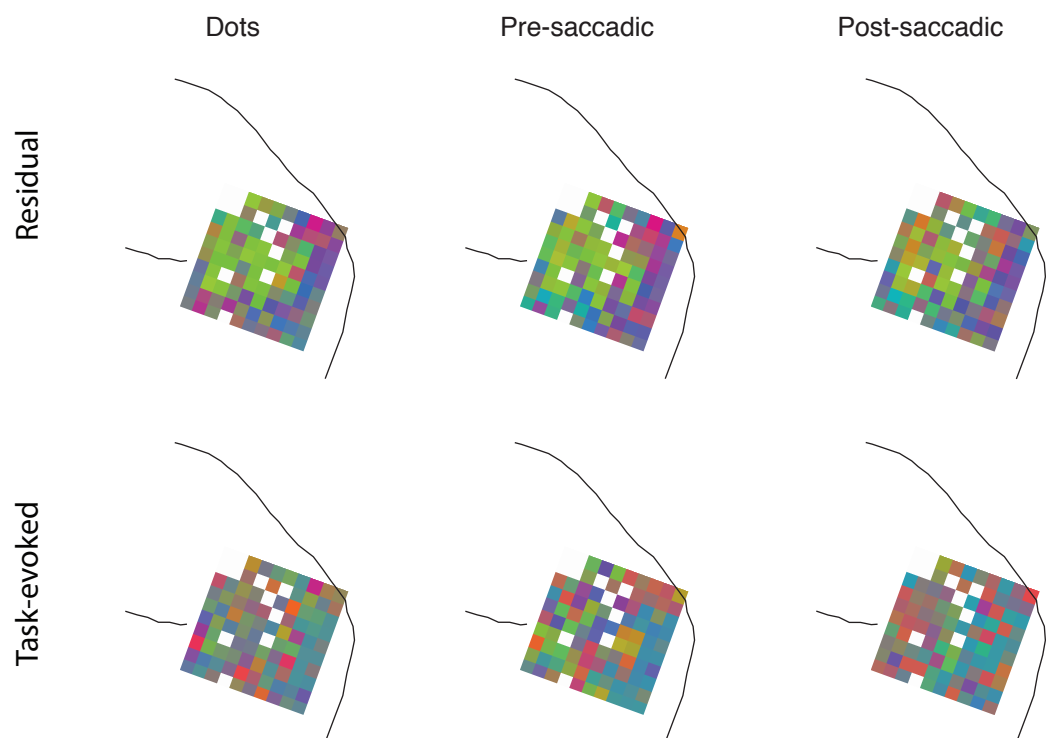 Dots
Pre-saccadic
Post-saccadic
Residual
Task-evoked